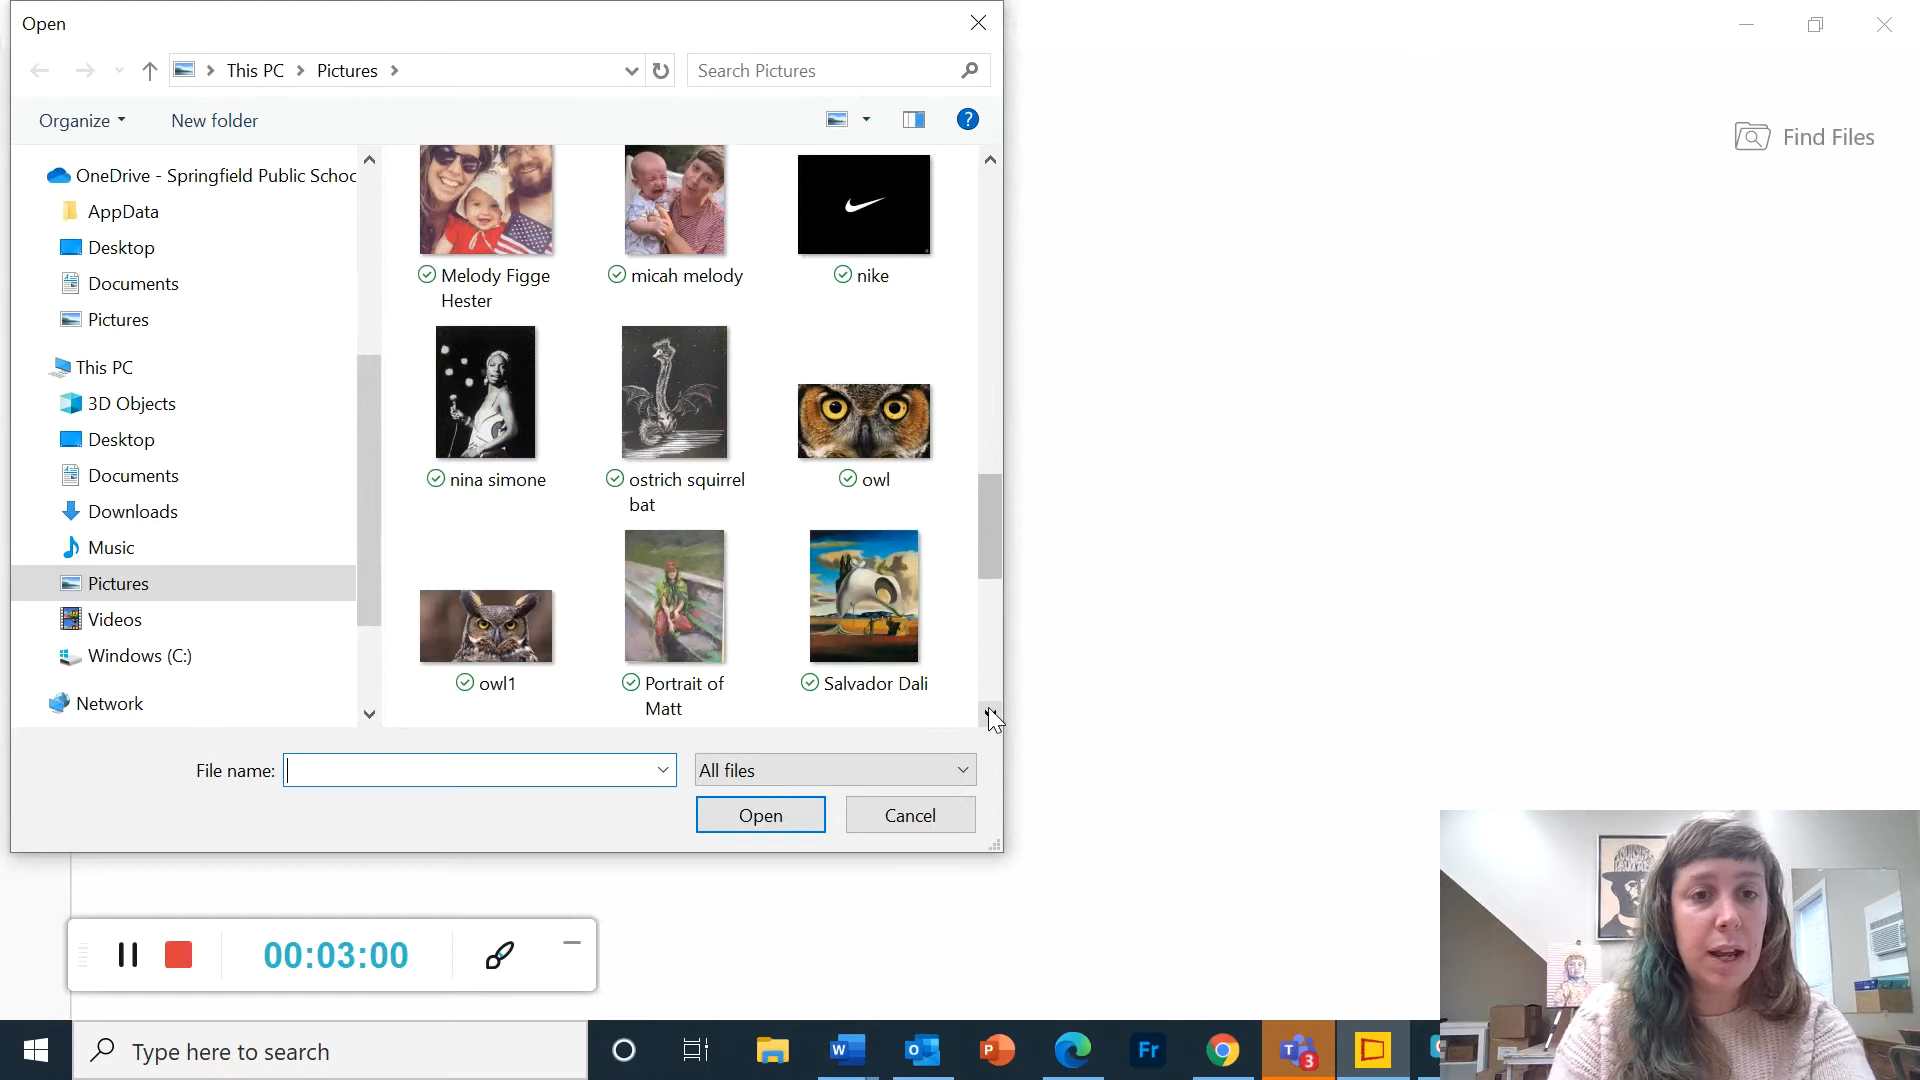 Open
This PC
Pictures
Search Pictures
Organize
New folder
Find Files
OneDrive - Springfield Public Schoo
AppData
Desktop
Documents
Pictures
This PC
3D Objects
Desktop
Documents
Downloads
Music
Pictures
Videos
Windows (C:)
Network
Melody Figge
Hester
micah melody
nike
nina simone
ostrich squirrel
bat
owl
owl1
Portrait of
Matt
Salvador Dali
File name:
All files
Open
Cancel
00:03:00
Type here to search
W
O
P
Fr
T
3